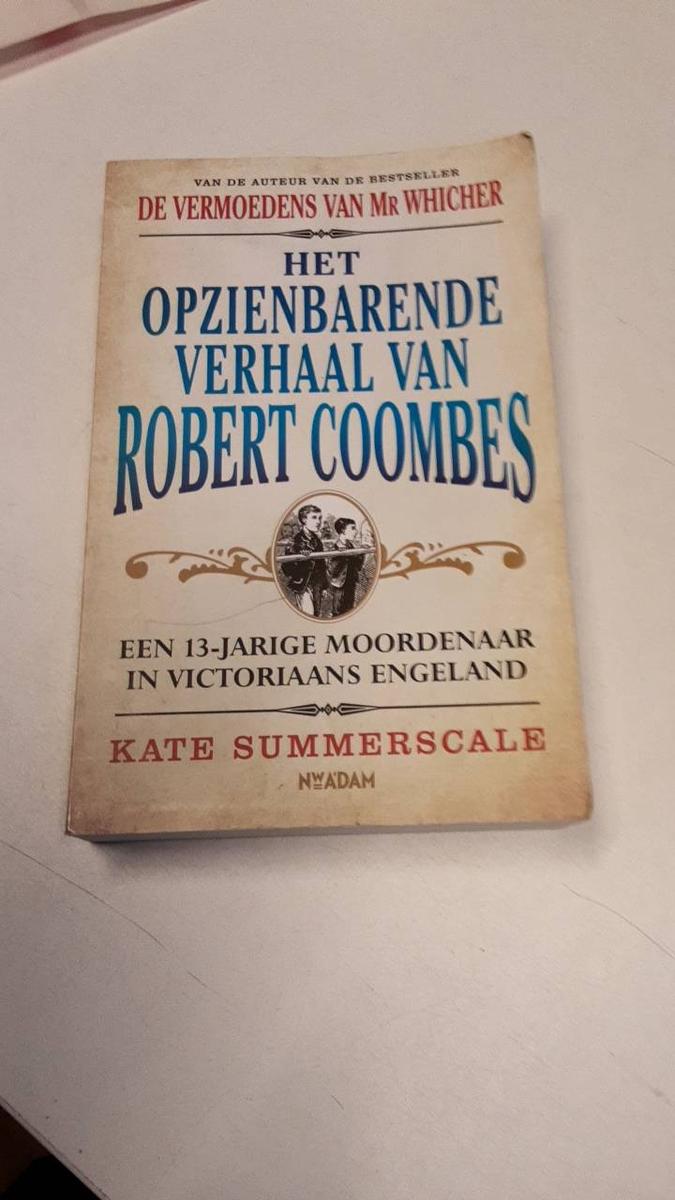 VAN DE AUTEUR VAN DE BESTSELLER
DE VERMOEDENS VAN MR WHICHER
HET
OPZIENBARENDE
VERHAAL VAN
ROBERT COOMBES
EEN 13-JARIGE MOORDENAAR
IN VICTORIAANS ENGELAND
KATE SUMMERSCALE
NWADAM